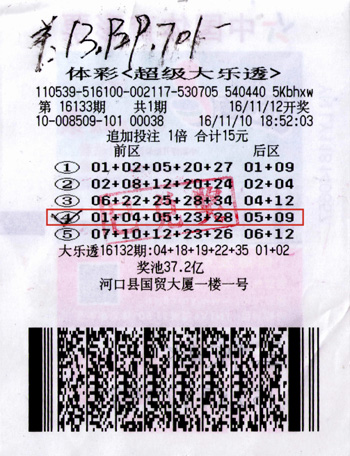 13.
体彩<超级大乐透>
110539-516100-002117-530705 540440 5Kbhxw
第 16133期 共1期 16/11/12开奖
10-008509-101 00038 16/11/10 18:52:03
追加投注 1倍 合计15元
前区 后区
① 01+02+05+20+27 01+09
② 02+08+12+20+24 02+04
③ 06+22+25+28+34 04+12
④ 01+04+05+23+28 05+09
⑤ 07+10+12+23+26 06+12
大乐透16132期:04+18+19+22+35 01+02
奖池37.2亿
河口县国贸大厦一楼一号